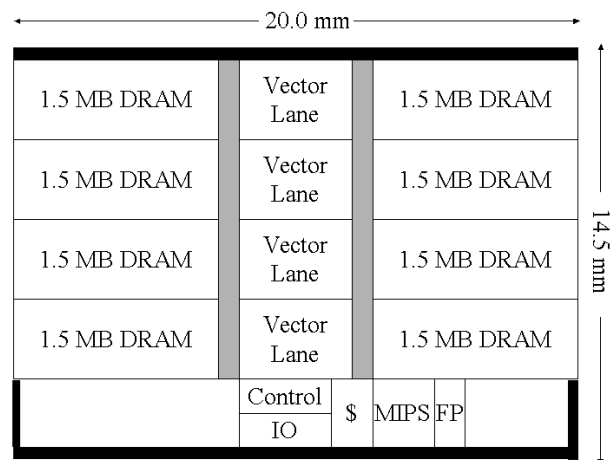 20.0 mm
1.5 MB DRAM
Vector
Lane
1.5 MB DRAM
1.5 MB DRAM
Vector
Lane
1.5 MB DRAM
1.5 MB DRAM
Vector
Lane
1.5 MB DRAM
1.5 MB DRAM
Vector
Lane
1.5 MB DRAM
14.5 mm
Control
IO
$
MIPS
FP